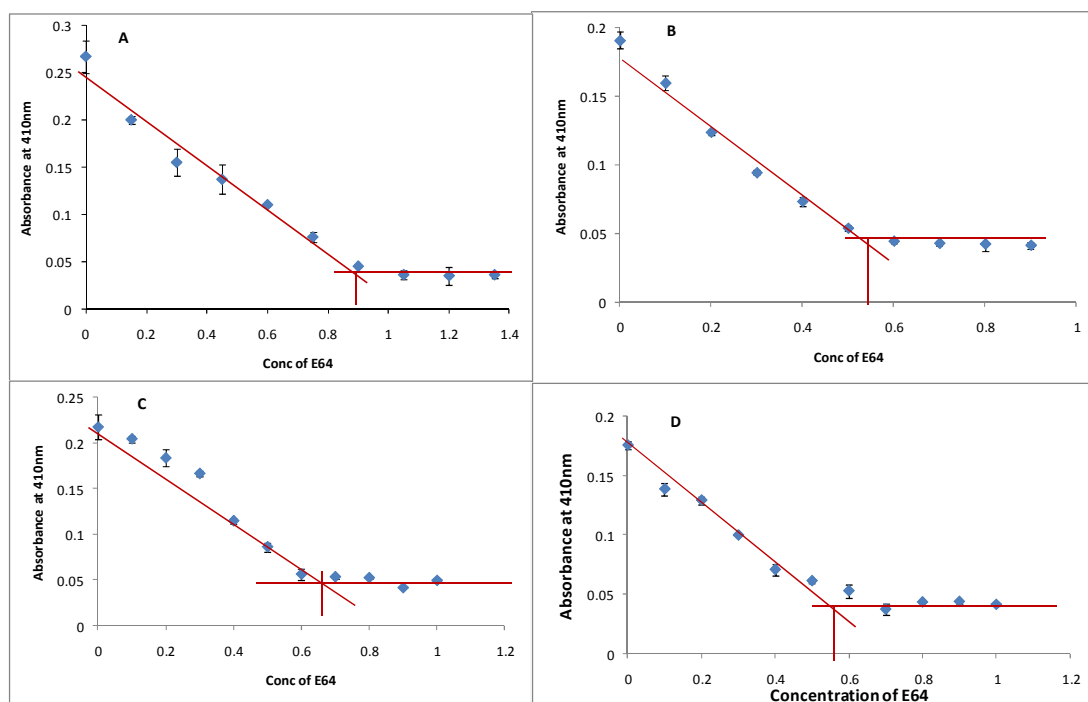 A
0.3
0.25
0.2
0.15
0.1
0.05
0
0 0.2 0.4 0.6 0.8 1 1.2 1.4
Absorbance at 410nm
Conc of E64
B
0.2
0.15
0.1
0.05
0
0 0.2 0.4 0.6 0.8 1
Absorbance at 410nm
Conc of E64
C
0.25
0.2
0.15
0.1
0.05
0
0 0.2 0.4 0.6 0.8 1 1.2
Absorbance at 410nm
Conc of E64
D
0.2
0.15
0.1
0.05
0
0 0.2 0.4 0.6 0.8 1 1.2
Absorbance at 410nm
Concentration of E64